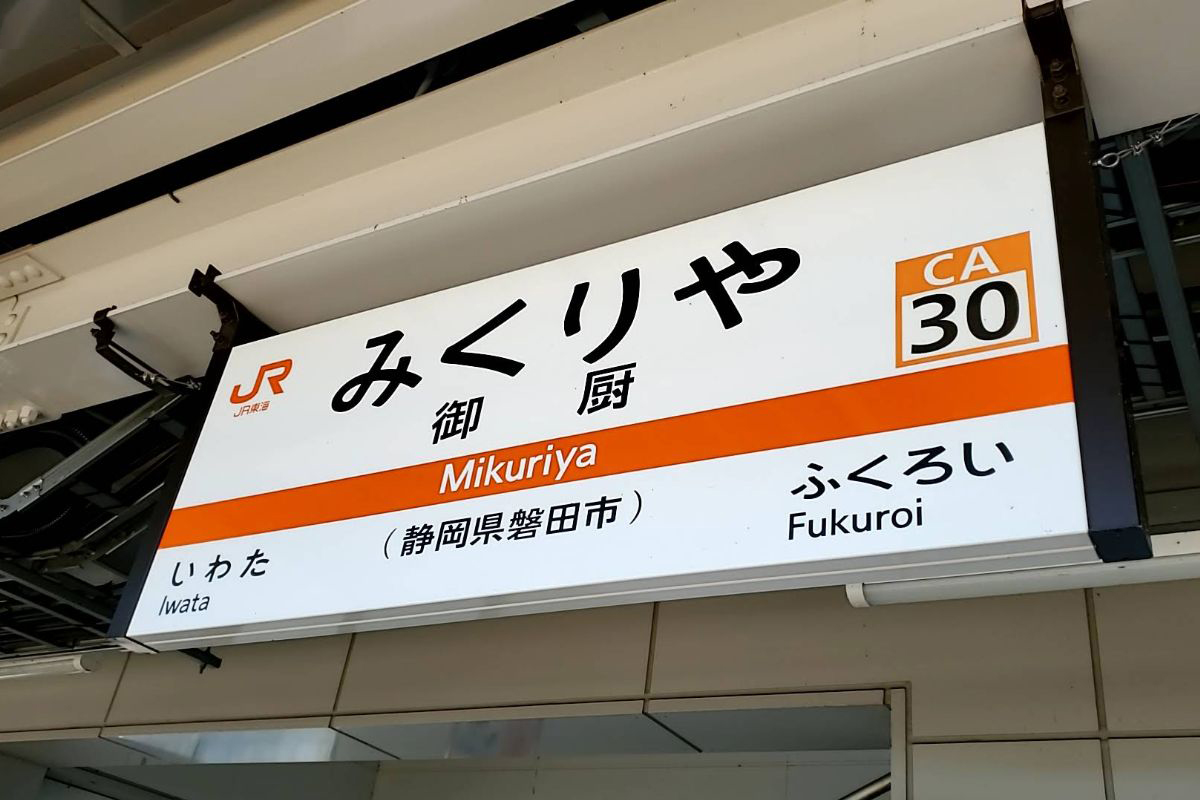 JR
JR東海
みくりや
御厨
CA
30
Mikuriya
(静岡県磐田市)
いわた
Iwata
ふくろい
Fukuroi